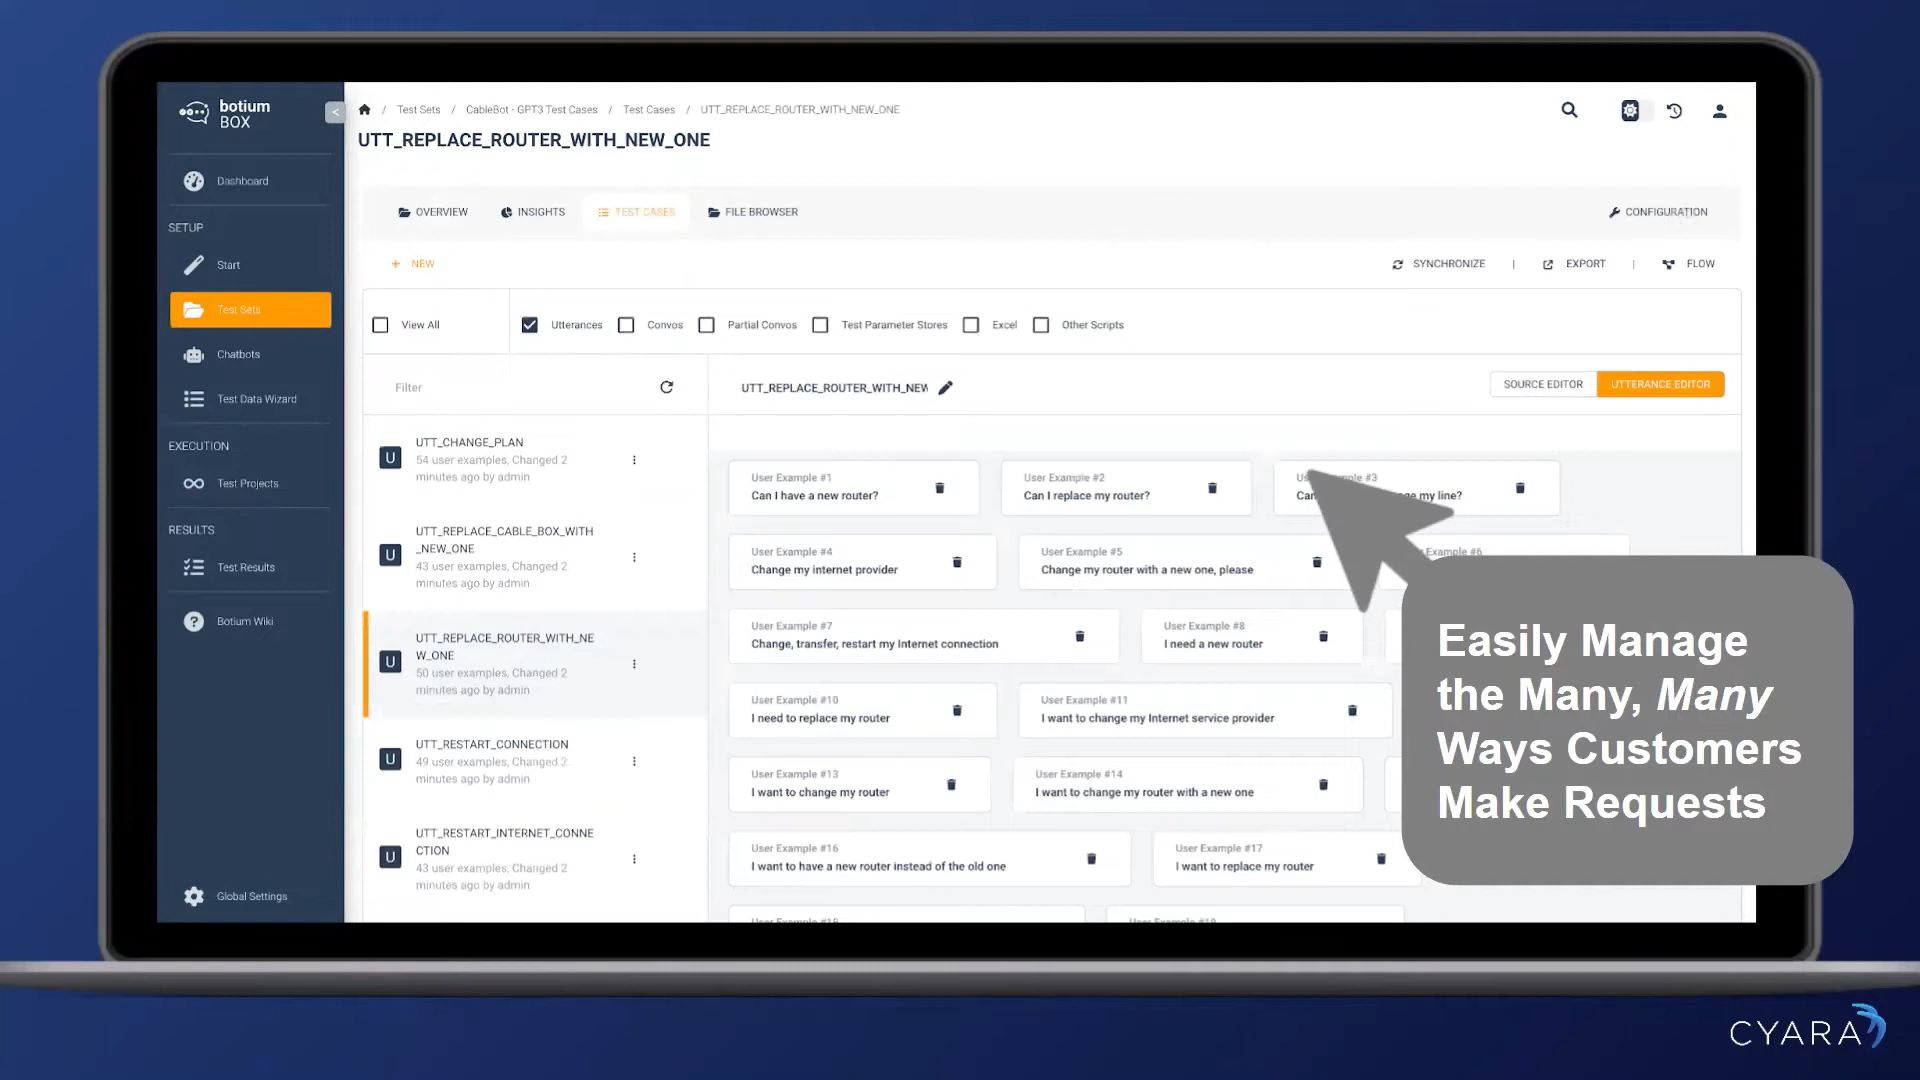 botium
BOX
<
/ Test Sets / CableBot - GPT3 Test Cases / Test Cases / UTT_REPLACE_ROUTER_WITH_NEW_ONE
UTT_REPLACE_ROUTER_WITH_NEW_ONE
Dashboard
SETUP
Start
Test Sets
Chatbots
Test Data Wizard
EXECUTION
Test Projects
RESULTS
Test Results
? Botium Wiki
Global Settings
OVERVIEW INSIGHTS TEST CASES FILE BROWSER CONFIGURATION
+ NEW SYNCHRONIZE | EXPORT | FLOW
View All Utterances Convos Partial Convos Test Parameter Stores Excel Other Scripts
Filter
U UTT_CHANGE_PLAN
54 user examples, Changed 2
minutes ago by admin
UTT_REPLACE_CABLE_BOX_WITH
U _NEW_ONE
43 user examples, Changed 2
minutes ago by admin
UTT_REPLACE_ROUTER_WITH_NE
U W_ONE
50 user examples, Changed 2
minutes ago by admin
U UTT_RESTART_CONNECTION
49 user examples, Changed 2
minutes ago by admin
UTT_RESTART_INTERNET_CONNE
U CTION
43 user examples, Changed 2
minutes ago by admin
UTT_REPLACE_ROUTER_WITH_NEW SOURCE EDITOR UTTERANCE EDITOR
User Example #1
Can I have a new router?
User Example #2
Can I replace my router?
#3
my line?
User Example #4
Change my internet provider
User Example #5
Change my router with a new one, please
Example #6
User Example #7
Change, transfer, restart my Internet connection
User Example #8
I need a new router
User Example #10
I need to replace my router
User Example #11
I want to change my Internet service provider
User Example #13
I want to change my router
User Example #14
I want to change my router with a new one
User Example #16
I want to have a new router instead of the old one
User Example #17
I want to replace my router
User Example #18
User Example #19
Easily Manage
the Many, Many
Ways Customers
Make Requests
CYARA